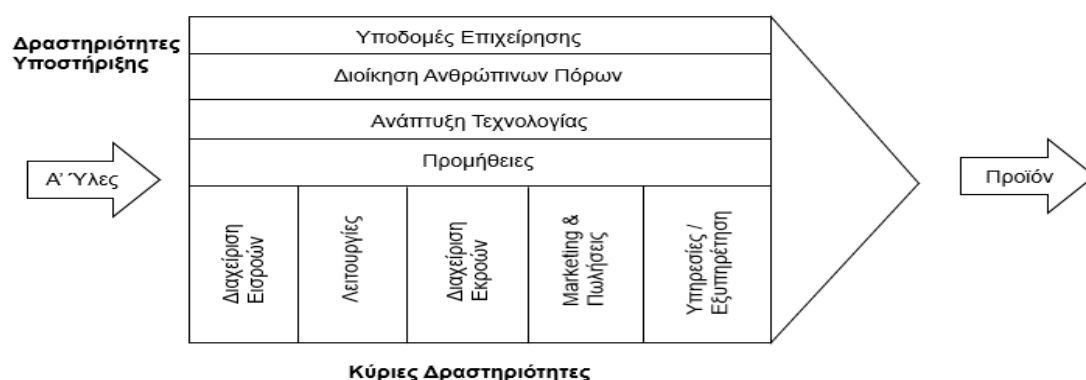 Δραστηριότητες
Υποστήριξης
Υποδομές Επιχείρησης
Διοίκηση Ανθρώπινων Πόρων
Ανάπτυξη Τεχνολογίας
Προμήθειες
Α' Ύλες
Διαχείριση
Εισροών
Λειτουργίες
Διαχείριση
Εκροών
Marketing &
Πωλήσεις
Υπηρεσίες /
Εξυπηρέτηση
Προϊόν
Κύριες Δραστηριότητες